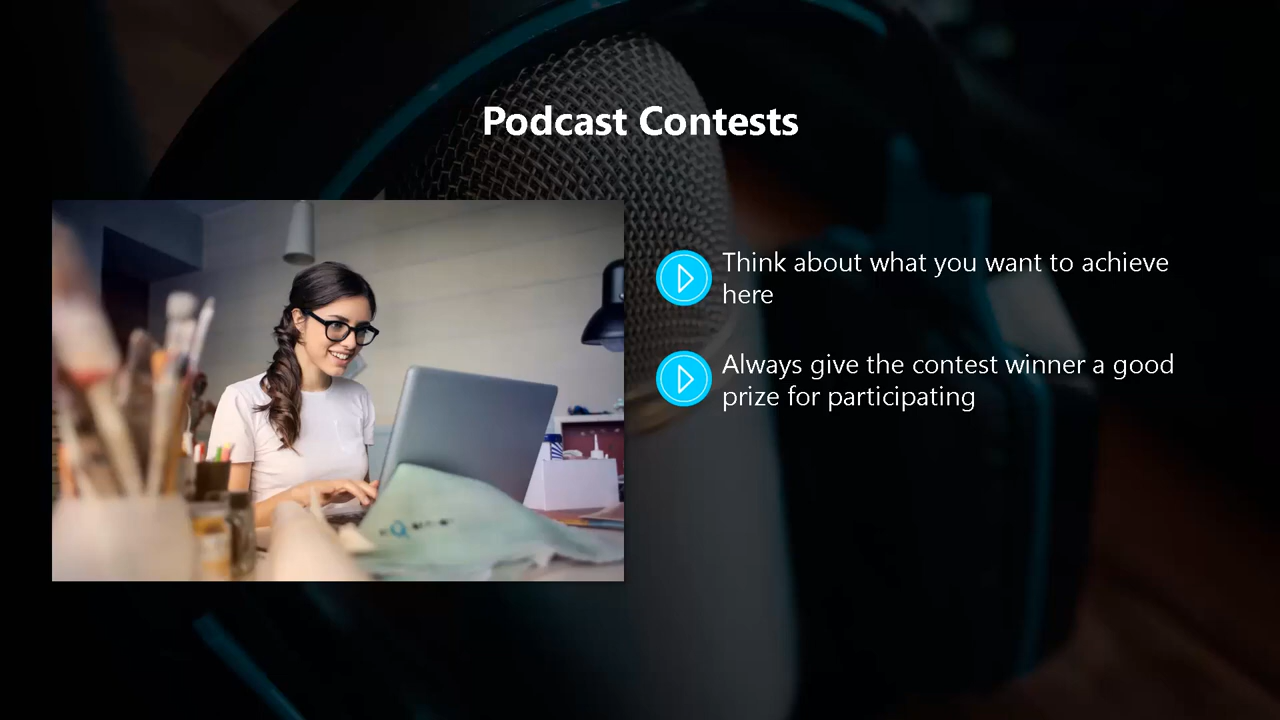 Podcast Contests
Think about what you want to achieve
here
Always give the contest winner a good
prize for participating